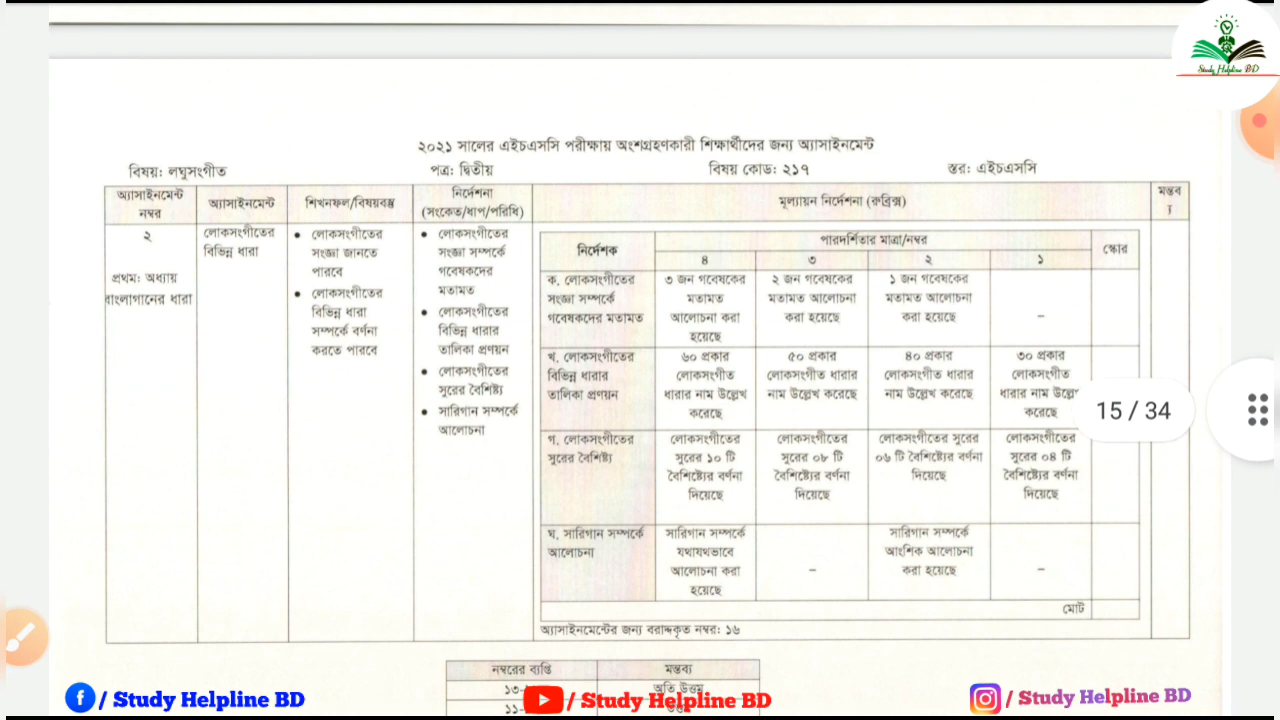 Study Helpline BD
২০২১ সালের এইচএসসি পরীক্ষায় অংশগ্রহণকারী শিক্ষার্থীদের জন্য অ্যাসাইনমেন্ট
বিষয়: লঘুসংগীত পত্র: দ্বিতীয় বিষয় কোড: ২১৭ স্তর: এইচএসসি
অ্যাসাইনমেন্ট
নম্বর
অ্যাসাইনমেন্ট
শিখনফল/বিষয়বস্তু
নির্দেশনা
(সংকেত/ধাপ/পরিধি)
মূল্যায়ন নির্দেশনা (রুব্রিক্স)
মন্তব
্য
২
প্রথম: অধ্যায়
বাংলাগানের ধারা
লোকসংগীতের
বিভিন্ন ধারা
• লোকসংগীতের
সংজ্ঞা জানতে
পারবে
• লোকসংগীতের
বিভিন্ন ধারা
সম্পর্কে বর্ণনা
করতে পারবে
• লোকসংগীতের
সংজ্ঞা সম্পর্কে
গবেষকদের
মতামত
• লোকসংগীতের
বিভিন্ন ধারার
তালিকা প্রণয়ন
• লোকসংগীতের
সুরের বৈশিষ্ট্য
• সারিগান সম্পর্কে
আলোচনা
নির্দেশক
পারদর্শিতার মাত্রা/নম্বর
স্কোর
৪ ৩ ২ ১
ক. লোকসংগীতের
সংজ্ঞা সম্পর্কে
গবেষকদের মতামত
৩ জন গবেষকের
মতামত
আলোচনা করা
হয়েছে
২ জন গবেষকের
মতামত আলোচনা
করা হয়েছে
১ জন গবেষকের
মতামত আলোচনা
করা হয়েছে
–
খ. লোকসংগীতের
বিভিন্ন ধারার
তালিকা প্রণয়ন
৬০ প্রকার
লোকসংগীত
ধারার নাম উল্লেখ
করেছে
৫০ প্রকার
লোকসংগীত ধারার
নাম উল্লেখ করেছে
৪০ প্রকার
লোকসংগীত ধারার
নাম উল্লেখ করেছে
৩০ প্রকার
লোকসংগীত
ধারার নাম উল্লেখ
করেছে
গ. লোকসংগীতের
সুরের বৈশিষ্ট্য
লোকসংগীতের
সুরের ১০ টি
বৈশিষ্ট্যের বর্ণনা
দিয়েছে
লোকসংগীতের
সুরের ০৮ টি
বৈশিষ্ট্যের বর্ণনা
দিয়েছে
লোকসংগীতের সুরের
০৬ টি বৈশিষ্ট্যের বর্ণনা
দিয়েছে
লোকসংগীতের
সুরের ০৪ টি
বৈশিষ্ট্যের বর্ণনা
দিয়েছে
ঘ. সারিগান সম্পর্কে
আলোচনা
সারিগান সম্পর্কে
যথাযথভাবে
আলোচনা করা
হয়েছে
–
সারিগান সম্পর্কে
আংশিক আলোচনা
করা হয়েছে
–
মোট
অ্যাসাইনমেন্টের জন্য বরাদ্দকৃত নম্বর: ১৬
15 / 34
নম্বরের ব্যপ্তি মন্তব্য
১৩- অতি উত্তম
১১-
/ Study Helpline BD
/ Study Helpline BD
/ Study Helpline BD